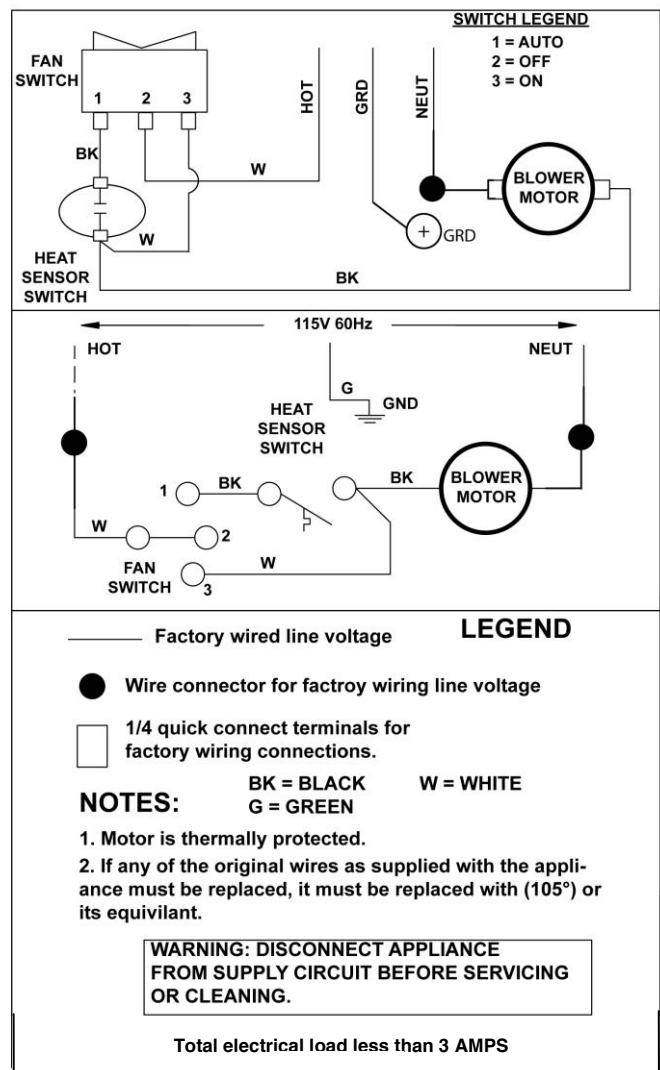 SWITCH LEGEND
1 = AUTO
2 = OFF
3 = ON
FAN
SWITCH
1 2 3
HOT
GRD
NEUT
BK
W
BLOWER
MOTOR
W
+ GRD
HEAT
SENSOR
SWITCH
BK
115V 60Hz
HOT
NEUT
G
GND
HEAT
SENSOR
SWITCH
1
BK
BK
BLOWER
MOTOR
W
2
FAN
SWITCH
W
3
LEGEND
Factory wired line voltage
Wire connector for factroy wiring line voltage
1/4 quick connect terminals for
factory wiring connections.
BK = BLACK W = WHITE
NOTES: G = GREEN
1. Motor is thermally protected.
2. If any of the original wires as supplied with the appli-
ance must be replaced, it must be replaced with (105°) or
its equivilant.
WARNING: DISCONNECT APPLIANCE
FROM SUPPLY CIRCUIT BEFORE SERVICING
OR CLEANING.
Total electrical load less than 3 AMPS